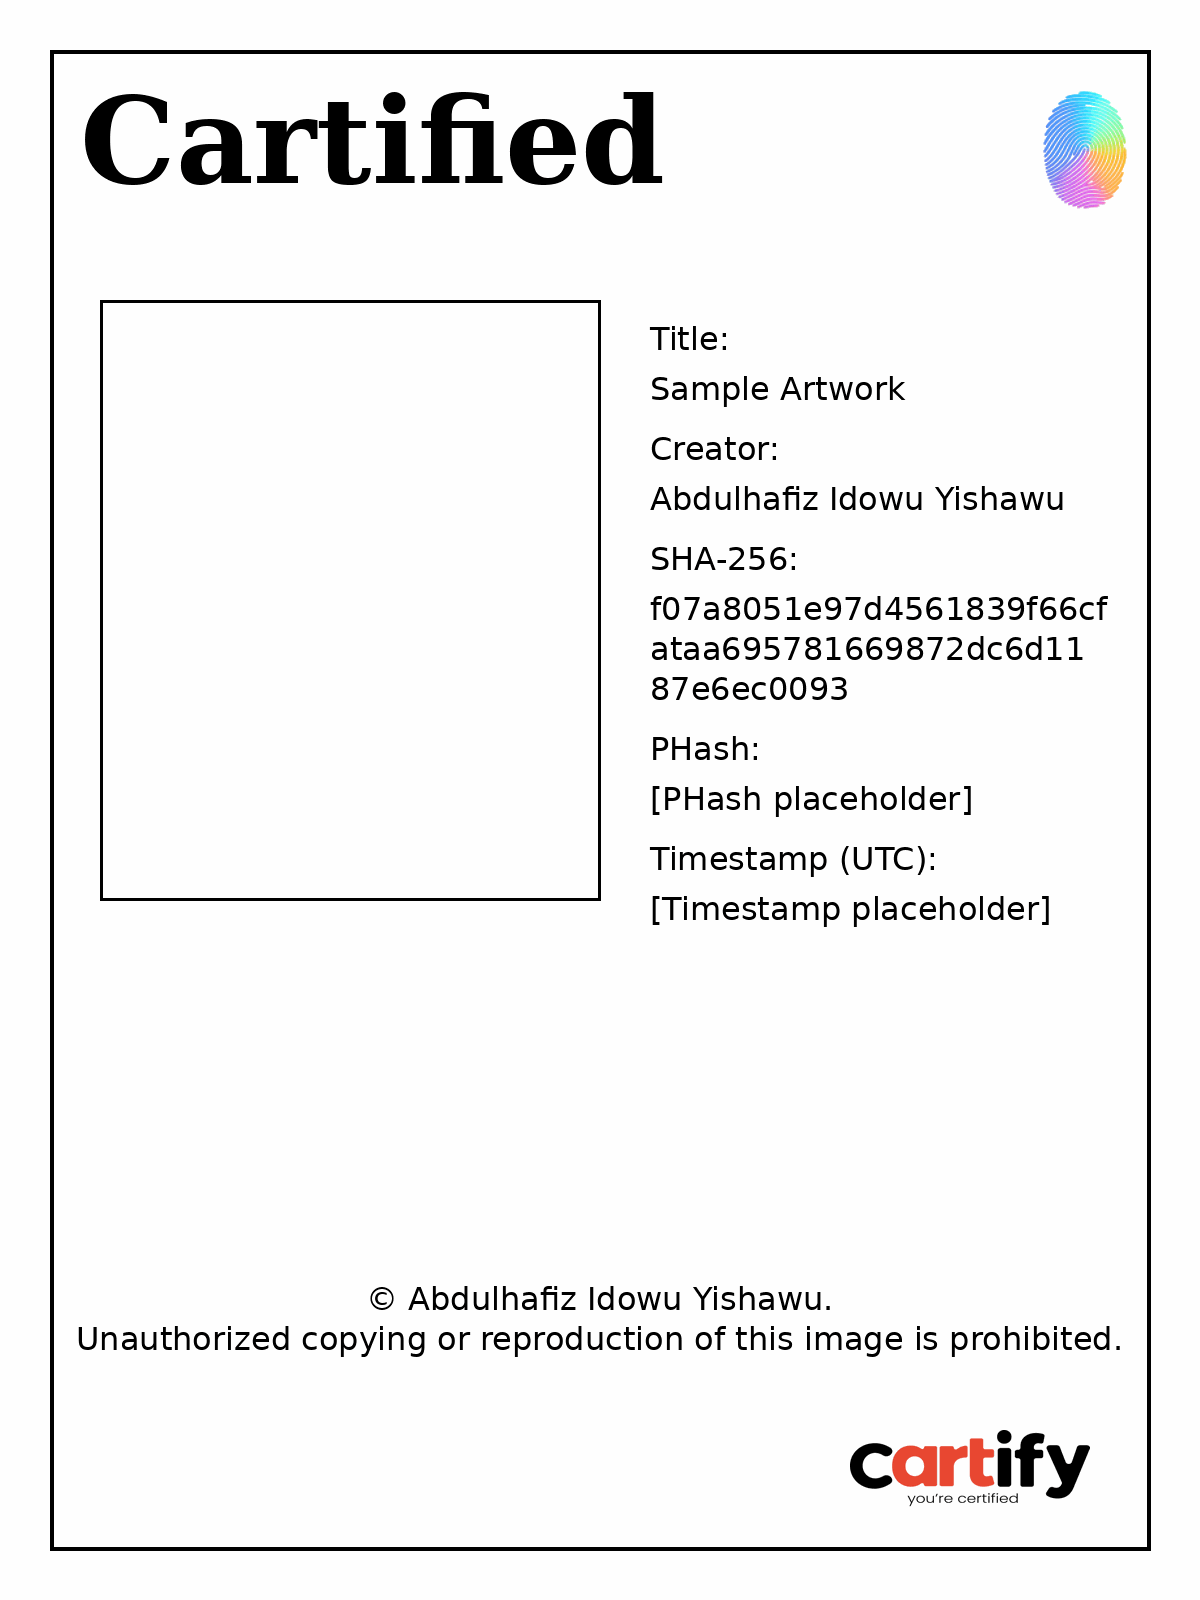 Cartified
Title:
Sample Artwork
Creator:
Abdulhafiz Idowu Yishawu
SHA-256:
f07a8051e97d4561839f66cf
ataa695781669872dc6d11
87e6ec0093
PHash:
[PHash placeholder]
Timestamp (UTC):
[Timestamp placeholder]
© Abdulhafiz Idowu Yishawu.
Unauthorized copying or reproduction of this image is prohibited.
cartify
you're certified